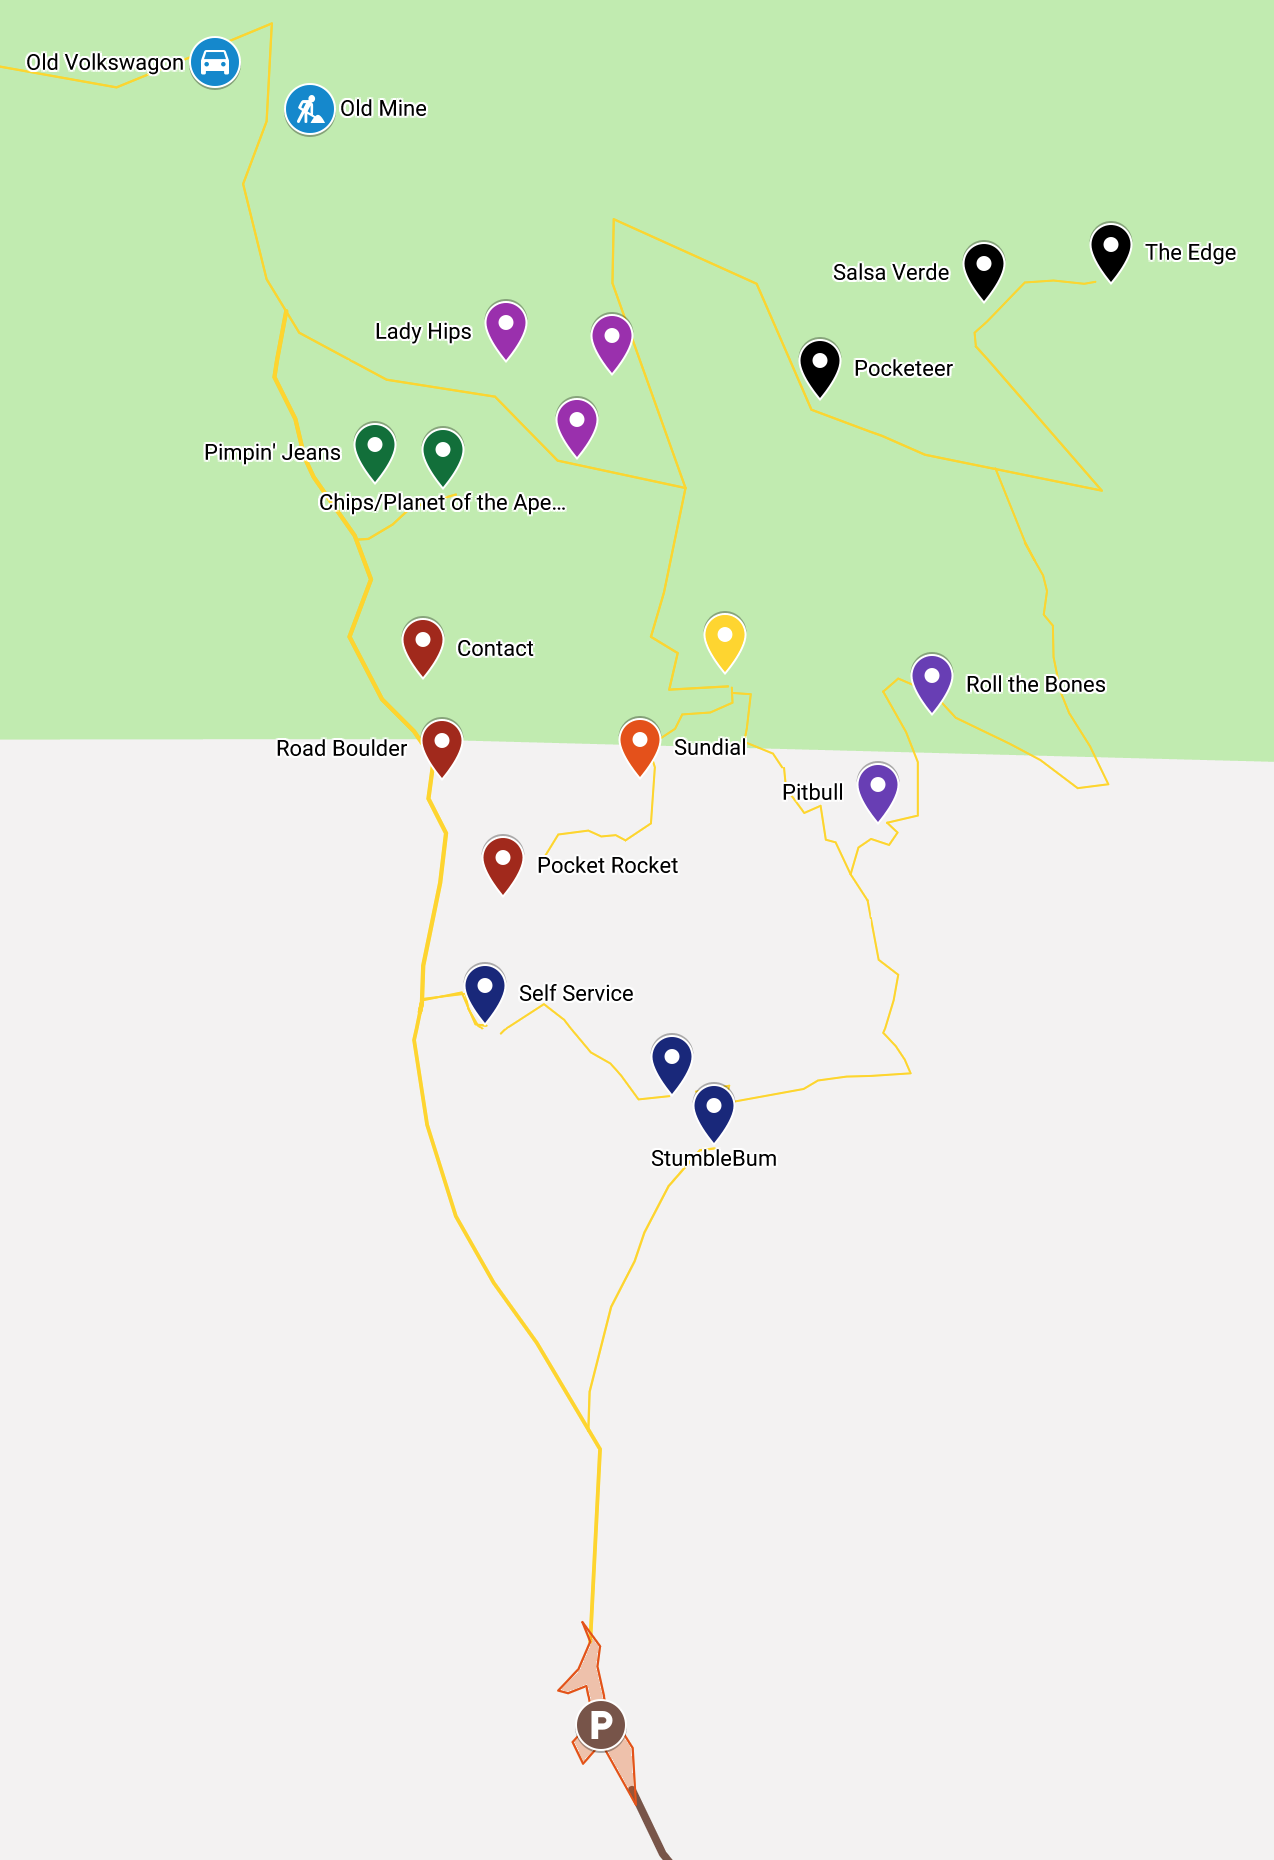 Old Volkswagon
Old Mine
The Edge
Salsa Verde
Lady Hips
Pocketeer
Pimpin' Jeans
Chips/Planet of the Ape...
Contact
Roll the Bones
Road Boulder
Sundial
Pitbull
Pocket Rocket
Self Service
StumbleBum
P